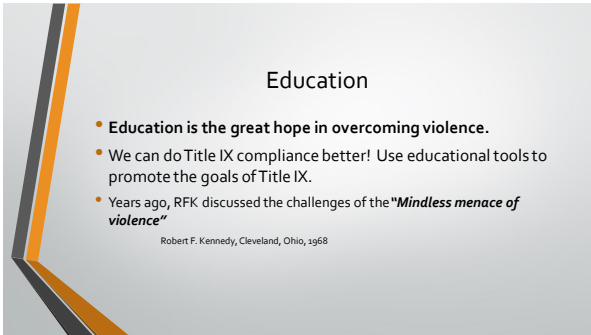 Education
• Education is the great hope in overcoming violence.
• We can do Title IX compliance better! Use educational tools to
promote the goals of Title IX.
• Years ago, RFK discussed the challenges of the "Mindless menace of
violence"
Robert F. Kennedy, Cleveland, Ohio, 1968